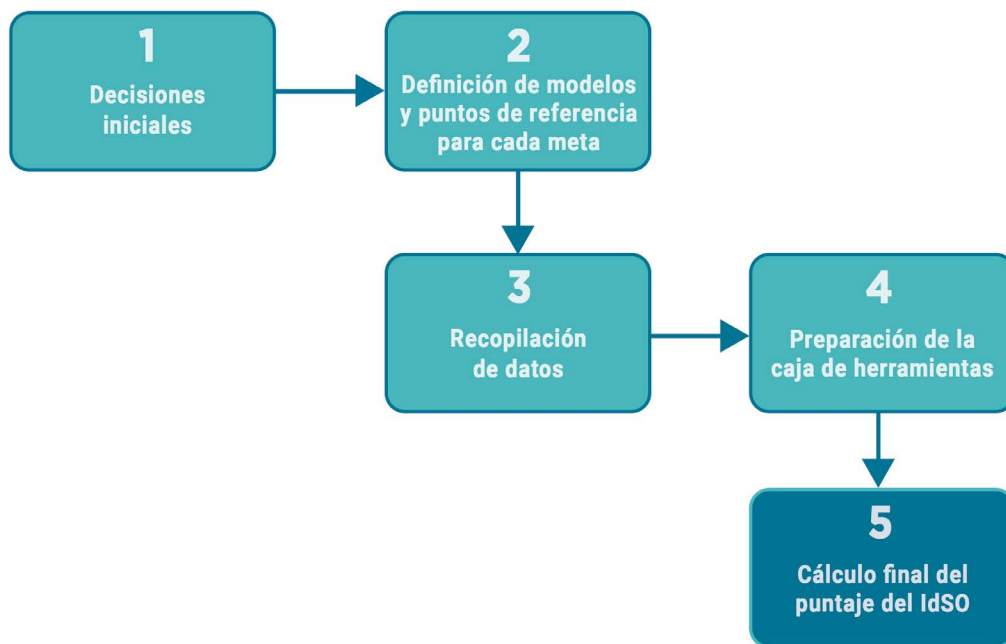 1
Decisiones
iniciales
2
Definición de modelos
y puntos de referencia
para cada meta
3
Recopilación
de datos
4
Preparación de la
caja de herramientas
5
Cálculo final del
puntaje del IdSO